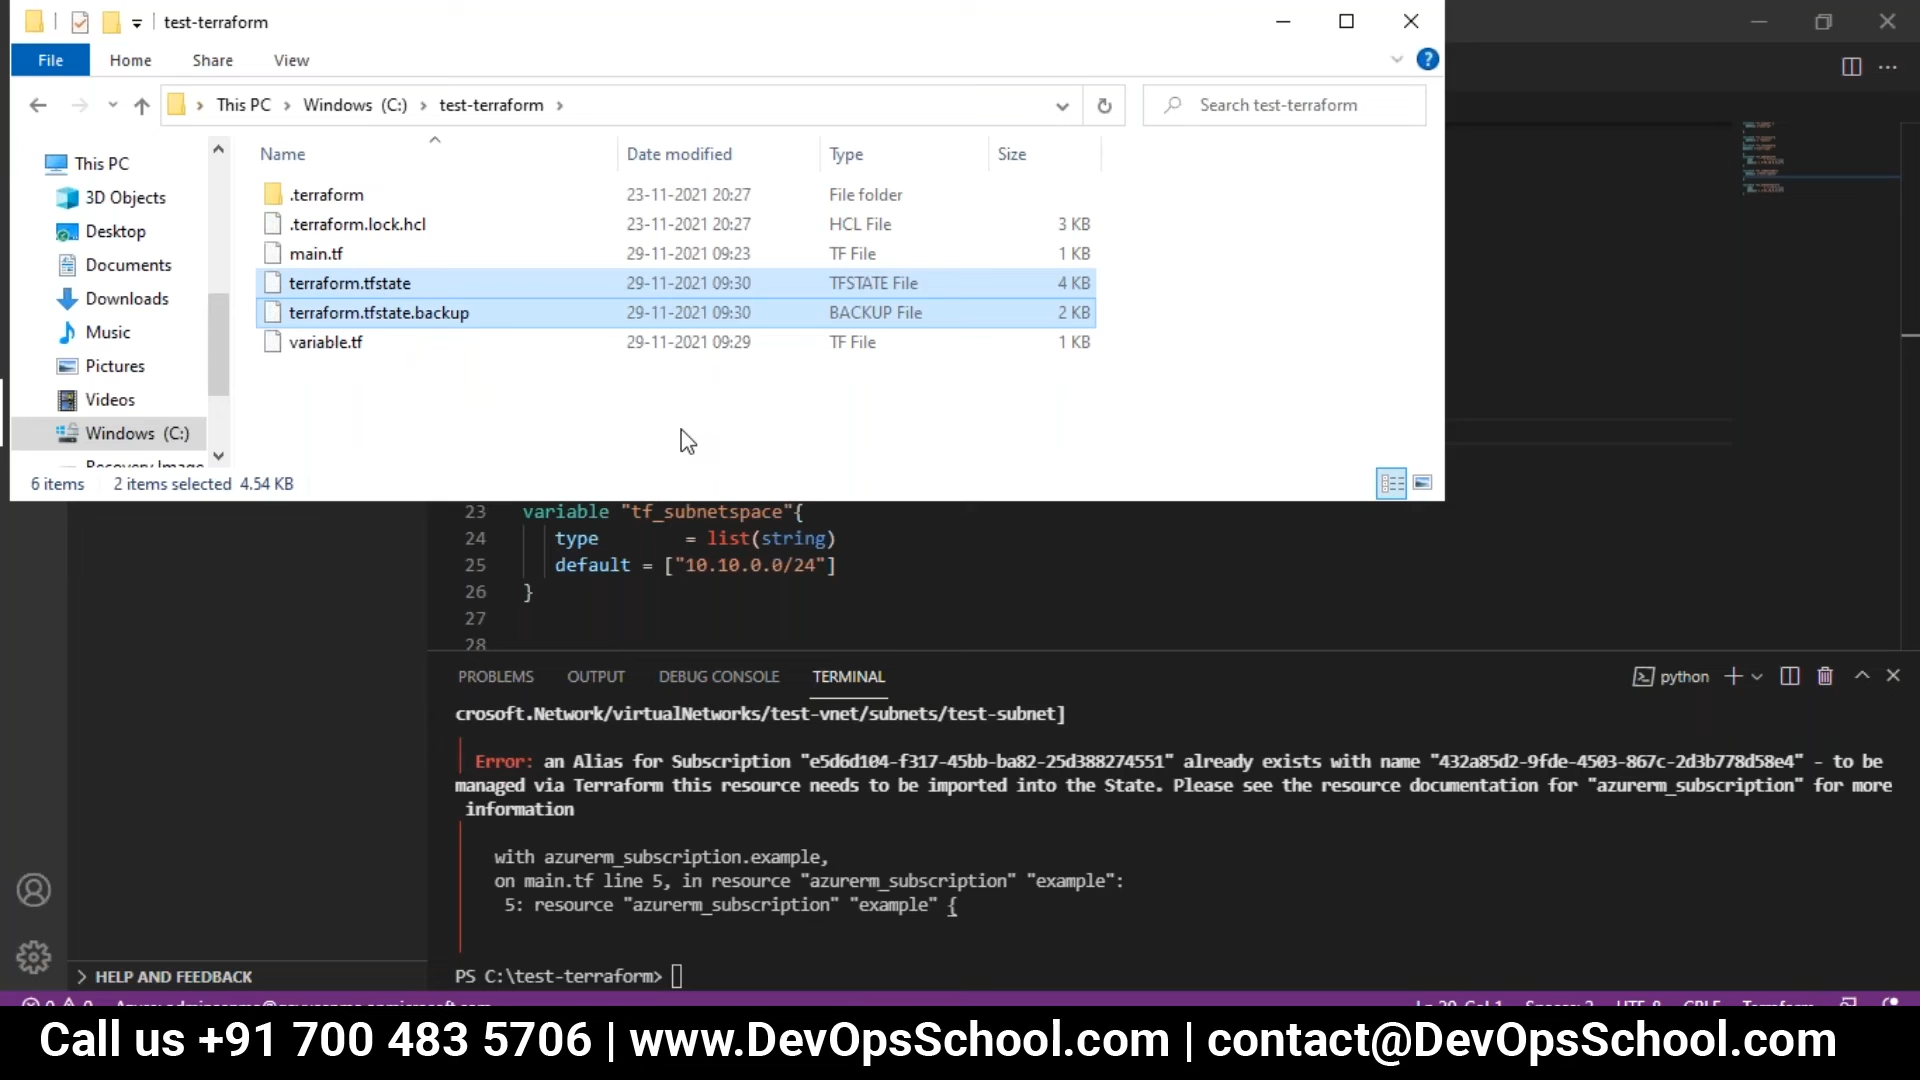 test-terraform
File Home Share View
This PC > Windows (C:) > test-terraform >
Search test-terraform
Name Date modified Type Size
This PC
3D Objects
Desktop
Documents
Downloads
Music
Pictures
Videos
Windows (C:)
Recovery Image
.terraform 23-11-2021 20:27 File folder
.terraform.lock.hcl 23-11-2021 20:27 HCL File 3 KB
main.tf 29-11-2021 09:23 TF File 1 KB
terraform.tfstate 29-11-2021 09:30 TFSTATE File 4 KB
terraform.tfstate.backup 29-11-2021 09:30 BACKUP File 2 KB
variable.tf 29-11-2021 09:29 TF File 1 KB
6 items 2 items selected 4.54 KB
23 variable "tf_subnetspace"{
24 type = list(string)
25 default = ["10.10.0.0/24"]
26 }
27
28
PROBLEMS OUTPUT DEBUG CONSOLE TERMINAL
python
crosoft.Network/virtualNetworks/test-vnet/subnets/test-subnet]
Error: an Alias for Subscription "e5d6d104-f317-45bb-ba82-25d388274551" already exists with name "432a85d2-9fde-4503-867c-2d3b778d58e4" - to be
managed via Terraform this resource needs to be imported into the State. Please see the resource documentation for "azurerm_subscription" for more
information
with azurerm_subscription.example,
on main.tf line 5, in resource "azurerm_subscription" "example":
5: resource "azurerm_subscription" "example" {
PS C:\test-terraform>
HELP AND FEEDBACK
Call us +91 700 483 5706 | www.DevOpsSchool.com | contact@DevOpsSchool.com